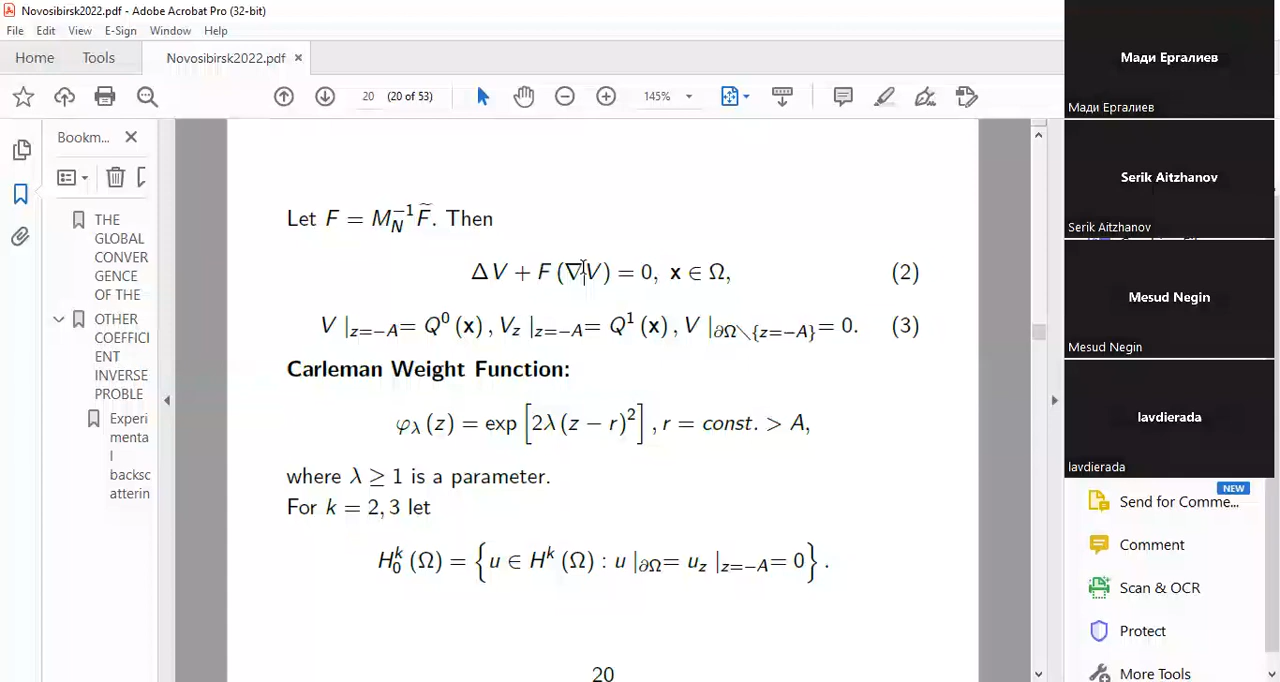 Novosibirsk2022.pdf - Adobe Acrobat Pro (32-bit)
File Edit View E-Sign Window Help
Home Tools Novosibirsk2022.pdf ×
20 (20 of 53) 145%
Bookm...
THE
GLOBAL
CONVER
GENCE
OF THE
OTHER
COEFFICI
ENT
INVERSE
PROBLE
Experi
menta
l
backsc
atterin
Let F = M_N^{-1} F̃. Then
ΔV + F (∇V) = 0, x ∈ Ω, (2)
V |_{z=−A}= Q^0 (x) , V_z |_{z=−A}= Q^1 (x) , V |_{∂Ω∖{z=−A}}= 0. (3)
Carleman Weight Function:
φ_λ (z) = exp [2λ (z − r)^2] , r = const. > A,
where λ ≥ 1 is a parameter.
For k = 2, 3 let
H_0^k (Ω) = {u ∈ H^k (Ω) : u |_{∂Ω}= u_z |_{z=−A}= 0} .
20
Мади Ергалиев
Мади Ергалиев
Serik Aitzhanov
Serik Aitzhanov
Mesud Negin
Mesud Negin
lavdierada
lavdierada
NEW
Send for Comme...
Comment
Scan & OCR
Protect
More Tools